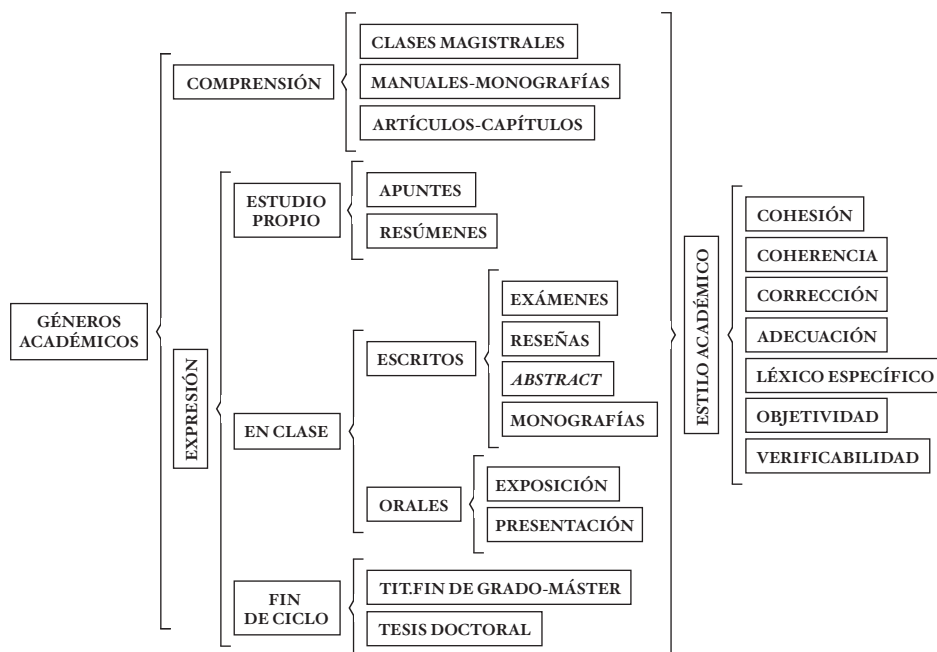 GÉNEROS
ACADÉMICOS
COMPRENSIÓN
CLASES MAGISTRALES
MANUALES-MONOGRAFÍAS
ARTÍCULOS-CAPÍTULOS
EXPRESIÓN
ESTUDIO
PROPIO
APUNTES
RESÚMENES
EN CLASE
ESCRITOS
EXÁMENES
RESEÑAS
ABSTRACT
MONOGRAFÍAS
ORALES
EXPOSICIÓN
PRESENTACIÓN
FIN
DE CICLO
TIT.FIN DE GRADO-MÁSTER
TESIS DOCTORAL
ESTILO ACADÉMICO
COHESIÓN
COHERENCIA
CORRECCIÓN
ADECUACIÓN
LÉXICO ESPECÍFICO
OBJETIVIDAD
VERIFICABILIDAD